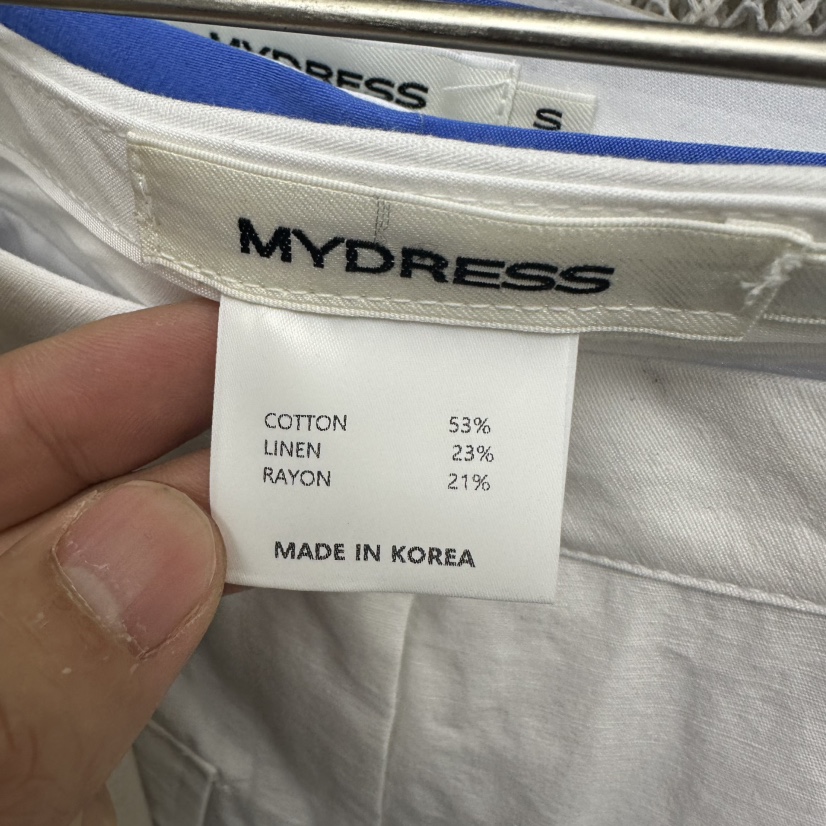 MYDRESS
S
MYDRESS
COTTON 53%
LINEN 23%
RAYON 21%
MADE IN KOREA